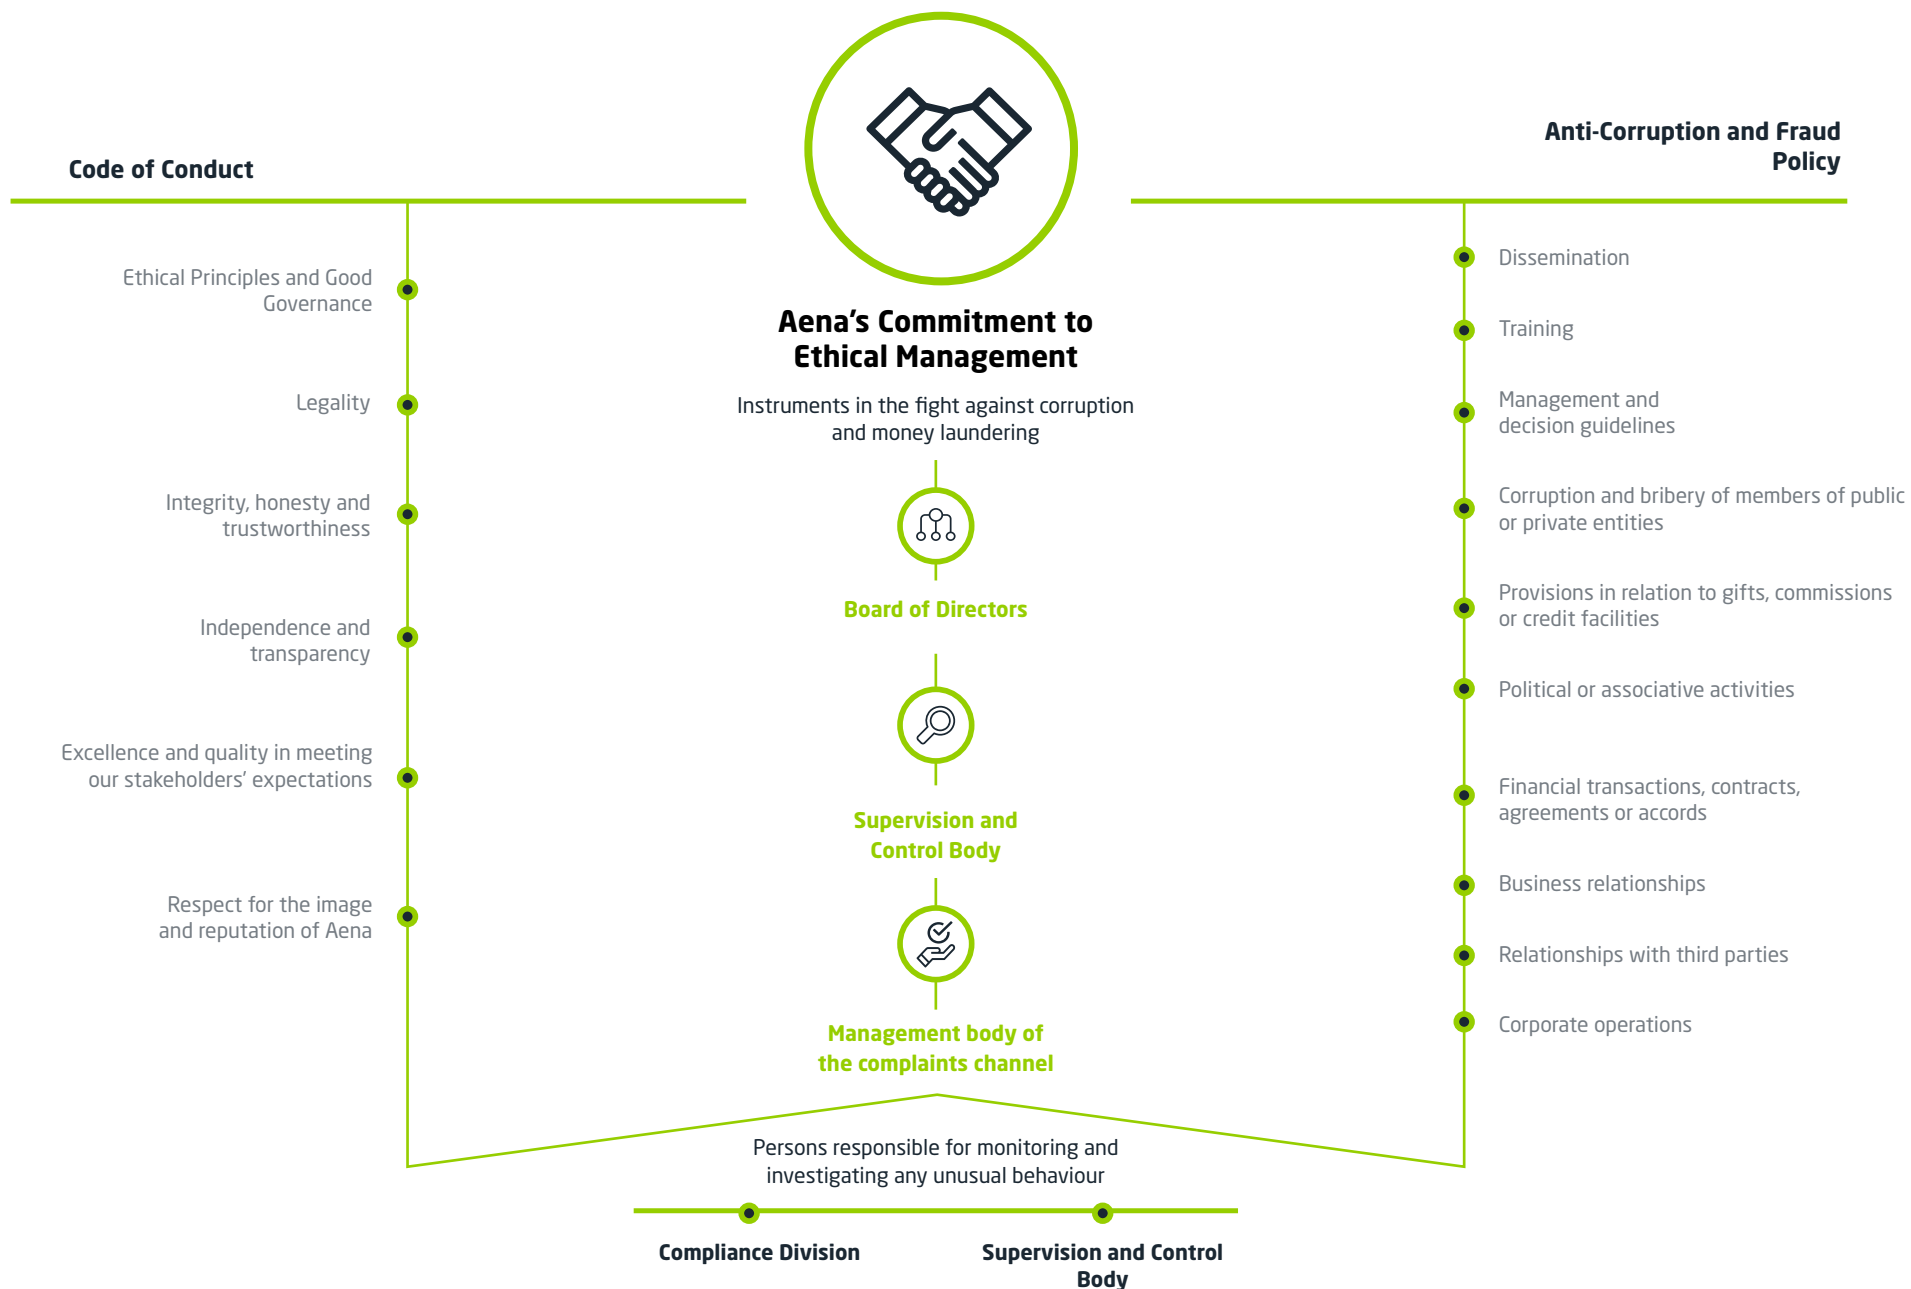 Code of Conduct
Ethical Principles and Good
Governance
Legality
Integrity, honesty and
trustworthiness
Independence and
transparency
Excellence and quality in meeting
our stakeholders' expectations
Respect for the image
and reputation of Aena
Aena's Commitment to
Ethical Management
Instruments in the fight against corruption
and money laundering
Board of Directors
Supervision and
Control Body
Management body of
the complaints channel
Persons responsible for monitoring and
investigating any unusual behaviour
Compliance Division
Supervision and Control
Body
Anti-Corruption and Fraud
Policy
Dissemination
Training
Management and
decision guidelines
Corruption and bribery of members of public
or private entities
Provisions in relation to gifts, commissions
or credit facilities
Political or associative activities
Financial transactions, contracts,
agreements or accords
Business relationships
Relationships with third parties
Corporate operations